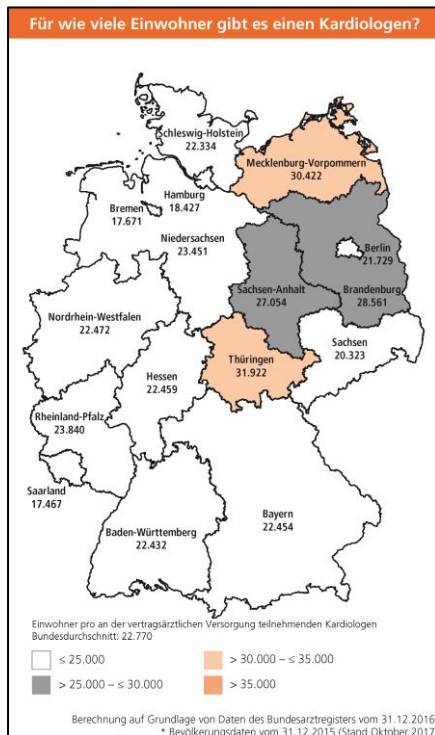 Für wie viele Einwohner gibt es einen Kardiologen?
Schleswig-Holstein
22.334
Mecklenburg-Vorpommern
30.422
Hamburg
18.427
Bremen
17.671
Niedersachsen
23.451
Berlin
21.729
Sachsen-Anhalt
27.054
Brandenburg
28.561
Nordrhein-Westfalen
22.472
Sachsen
20.323
Thüringen
31.922
Hessen
22.459
Rheinland-Pfalz
23.840
Saarland
17.467
Bayern
22.454
Baden-Württemberg
22.432
Einwohner pro an der vertragsärztlichen Versorgung teilnehmenden Kardiologen
Bundesdurchschnitt: 22.770
≤ 25.000
> 30.000 – ≤ 35.000
> 25.000 – ≤ 30.000
> 35.000
Berechnung auf Grundlage von Daten des Bundesarztregisters vom 31.12.2016
* Bevölkerungsdaten vom 31.12.2015 (Stand Oktober 2017